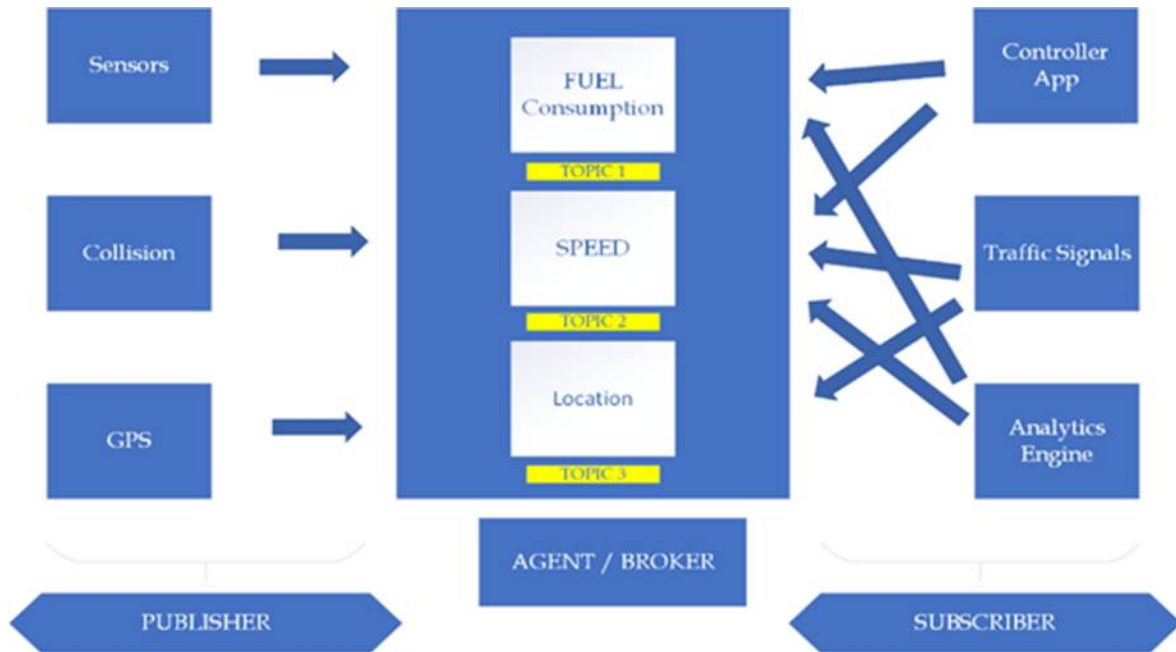 Sensors
Collision
GPS
PUBLISHER
FUEL
Consumption
TOPIC 1
SPEED
TOPIC 2
Location
TOPIC 3
AGENT / BROKER
Controller
App
Traffic Signals
Analytics
Engine
SUBSCRIBER